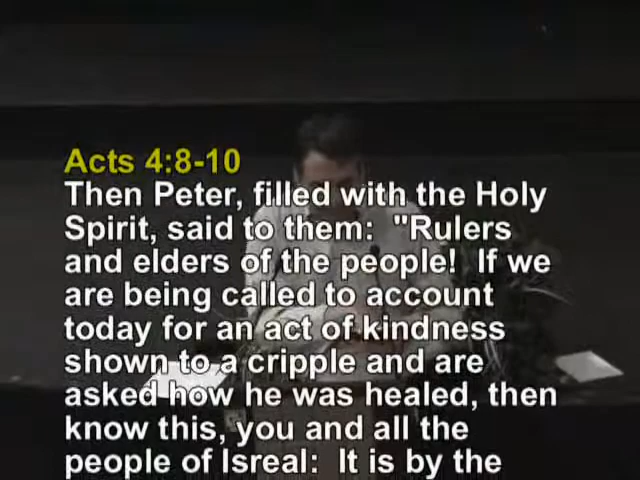 Acts 4:8-10
Then Peter, filled with the Holy
Spirit, said to them:  "Rulers
and elders of the people!  If we
are being called to account
today for an act of kindness
shown to a cripple and are
asked how he was healed, then
know this, you and all the
people of Isreal:  It is by the